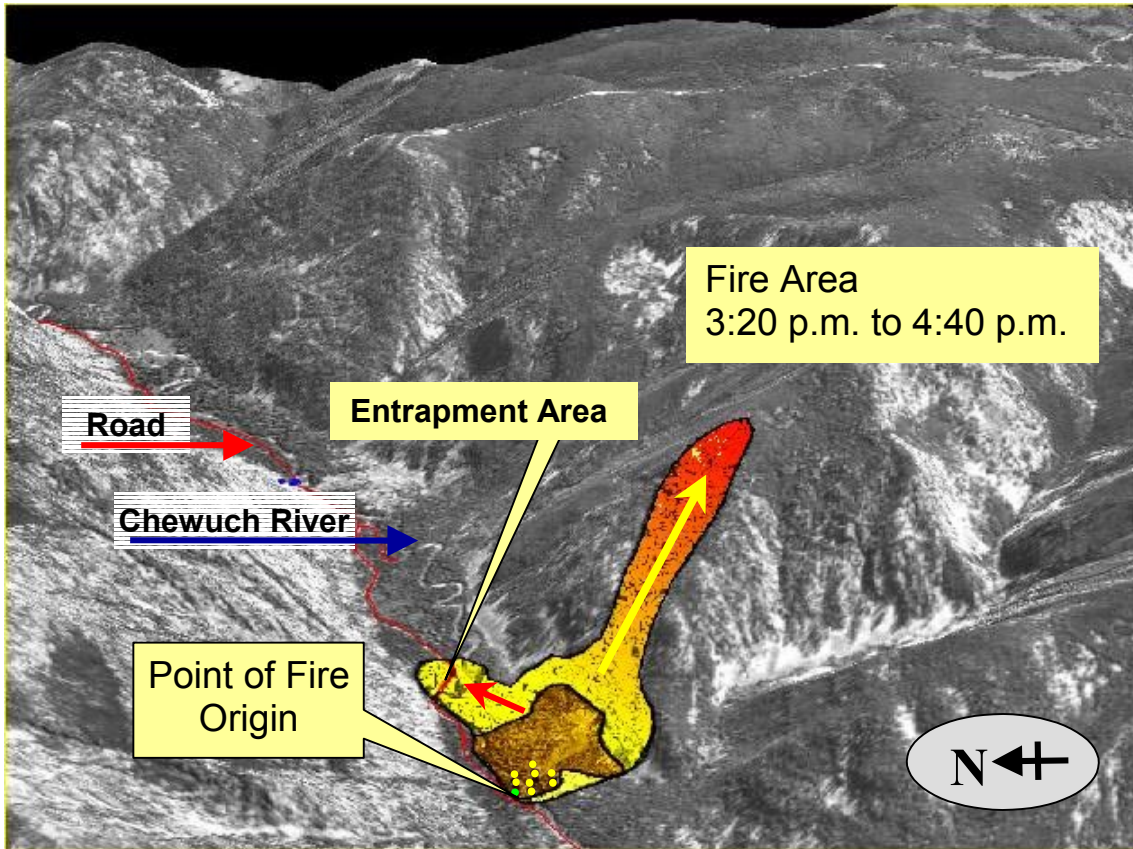 Fire Area
3:20 p.m. to 4:40 p.m.
Entrapment Area
Road
Chewuch River
Point of Fire
Origin
N